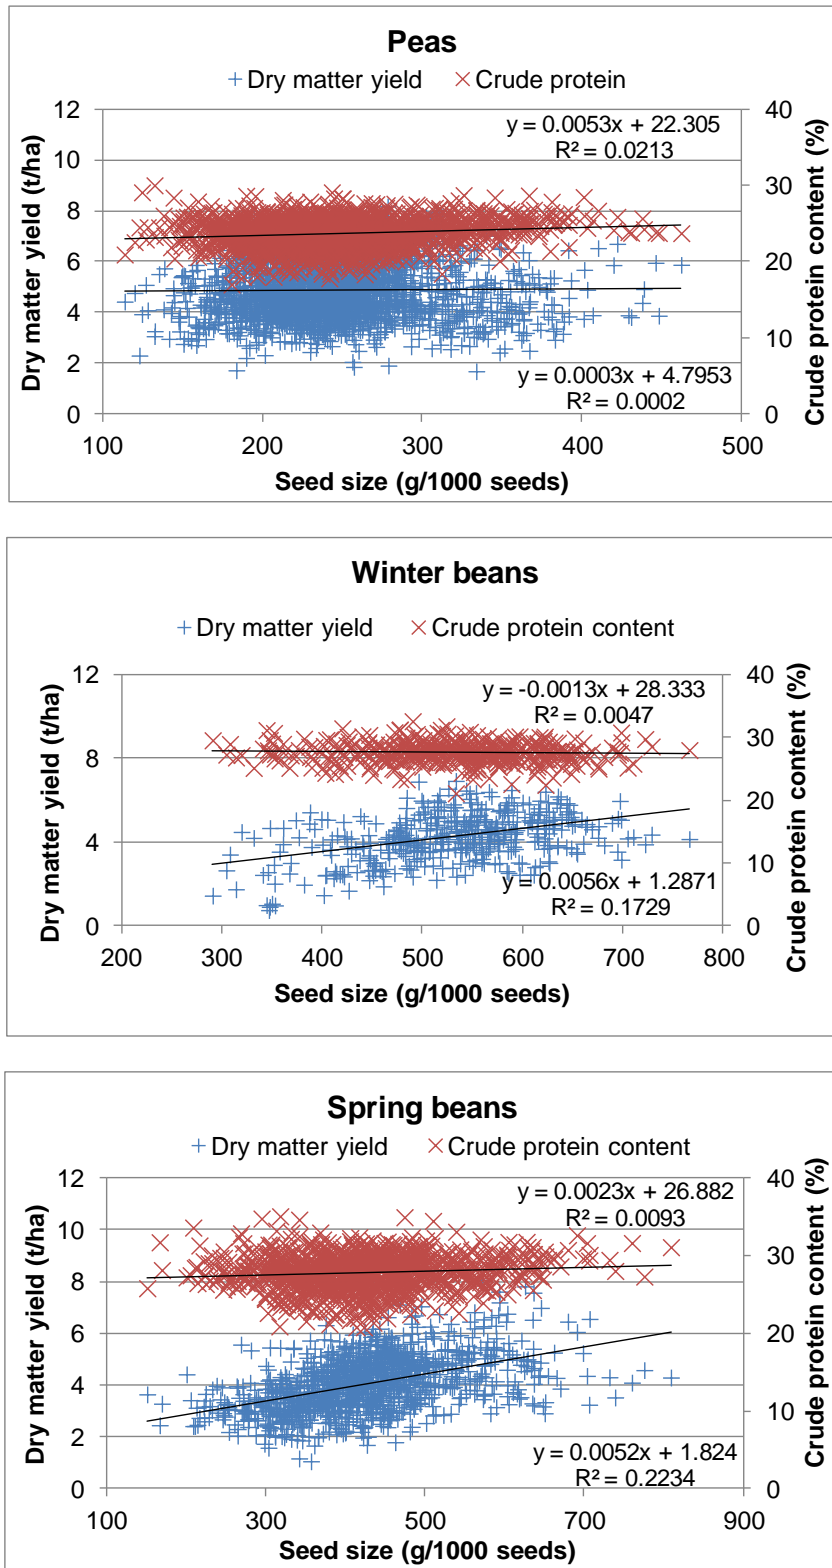 Peas
Dry matter yield
Crude protein
Dry matter yield (t/ha)
12
10
8
6
4
2
0
y = 0.0053x + 22.305
R² = 0.0213
y = 0.0003x + 4.7953
R² = 0.0002
40
30
20
10
0
Crude protein content (%)
100
200
300
400
500
Seed size (g/1000 seeds)
Winter beans
Dry matter yield
Crude protein content
Dry matter yield (t/ha)
12
8
4
0
y = -0.0013x + 28.333
R² = 0.0047
y = 0.0056x + 1.2871
R² = 0.1729
40
30
20
10
0
Crude protein content (%)
200
300
400
500
600
700
800
Seed size (g/1000 seeds)
Spring beans
Dry matter yield
Crude protein content
Dry matter yield (t/ha)
12
10
8
6
4
2
0
y = 0.0023x + 26.882
R² = 0.0093
y = 0.0052x + 1.824
R² = 0.2234
40
30
20
10
0
Crude protein content (%)
100
300
500
700
900
Seed size (g/1000 seeds)